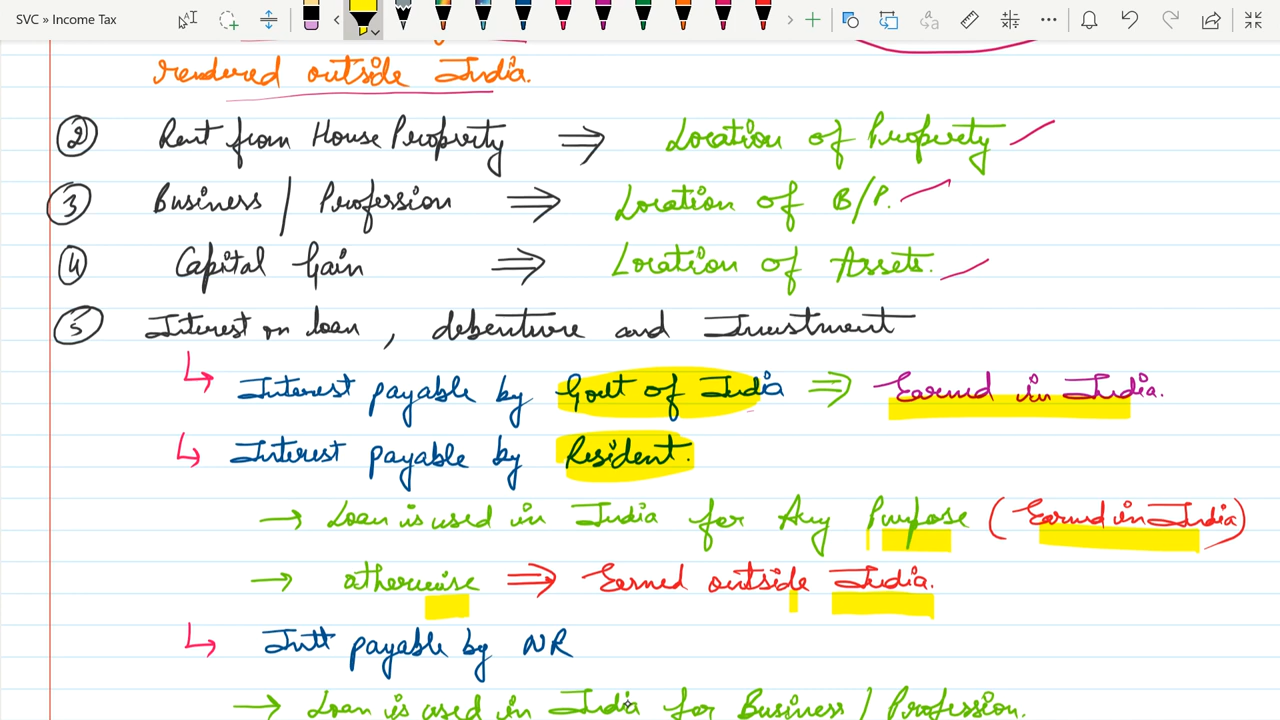 SVC » Income Tax
rendered outside India.
② Rent from House Property ⇒ Location of Property
③ Business / Profession ⇒ Location of B/P.
④ Capital Gain ⇒ Location of Assets.
⑤ Interest on loan, debenture and Investment
↳ Interest payable by Govt of India ⇒ Earned in India.
↳ Interest payable by Resident.
→ Loan is used in India for Any Purpose (Earned in India)
→ otherwise ⇒ Earned outside India.
↳ Intt payable by NR
→ Loan is used in India for Business / Profession.